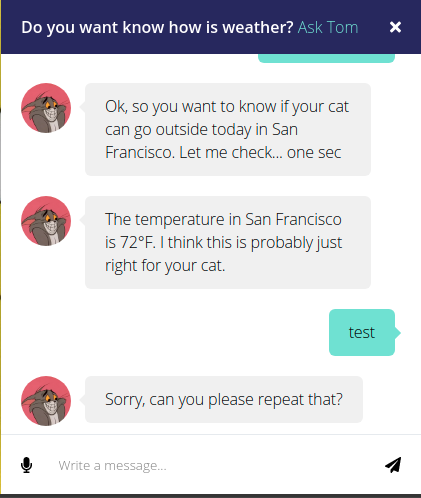 Do you want know how is weather? Ask Tom
Ok, so you want to know if your cat
can go outside today in San
Francisco. Let me check... one sec
The temperature in San Francisco
is 72°F. I think this is probably just
right for your cat.
test
Sorry, can you please repeat that?
Write a message...